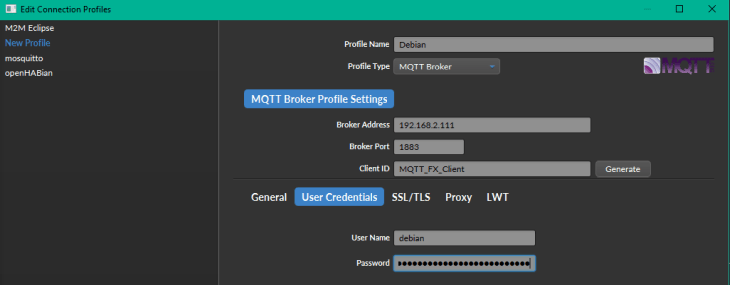 Edit Connection Profiles
M2M Eclipse
New Profile
mosquitto
openHABian
Profile Name Debian
Profile Type MQTT Broker
MQTT
MQTT Broker Profile Settings
Broker Address 192.168.2.111
Broker Port 1883
Client ID MQTT_FX_Client Generate
General User Credentials SSL/TLS Proxy LWT
User Name debian
Password